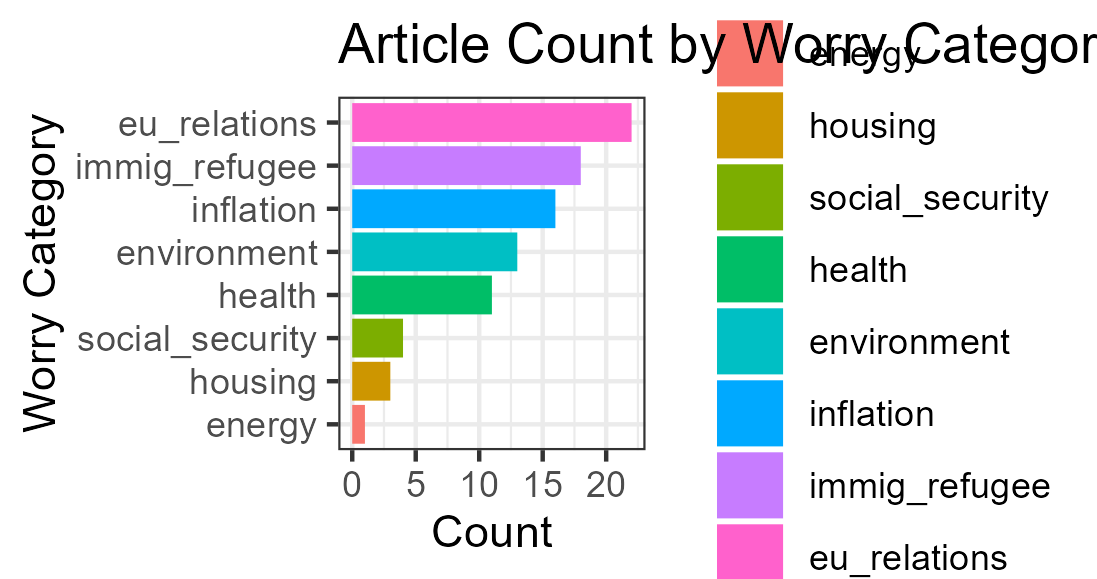 Article Count by Worry Categor
Worry Category
eu_relations
immig_refugee
inflation
environment
health
social_security
housing
energy
0 5 10 15 20
Count
energy
housing
social_security
health
environment
inflation
immig_refugee
eu_relations